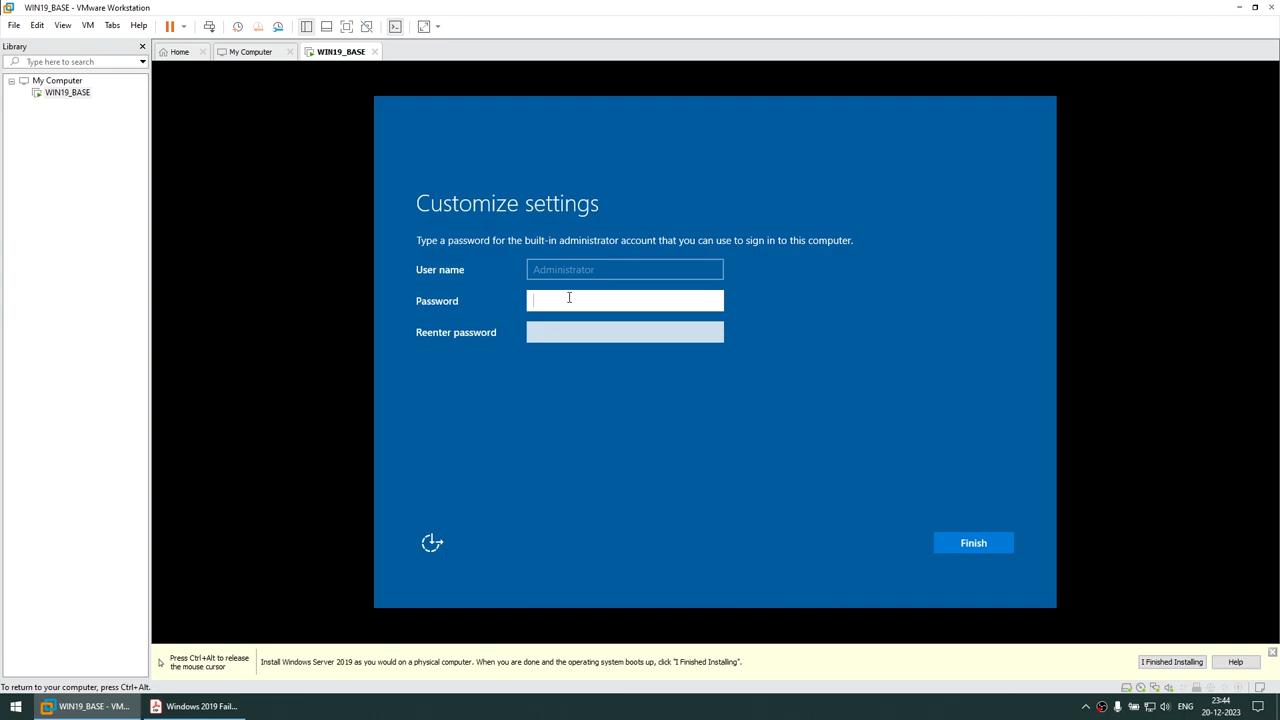 WIN19_BASE - VMware Workstation
File Edit View VM Tabs Help
Library
Type here to search
My Computer
WIN19_BASE
Home
My Computer
WIN19_BASE
Customize settings
Type a password for the built-in administrator account that you can use to sign in to this computer.
User name
Administrator
Password
Reenter password
Finish
Press Ctrl+Alt to release
the mouse cursor
Install Windows Server 2019 as you would on a physical computer. When you are done and the operating system boots up, click "I Finished Installing".
I Finished Installing
Help
To return to your computer, press Ctrl+Alt.
WIN19_BASE - VM...
Windows 2019 Fail...
ENG
23:44
20-12-2023